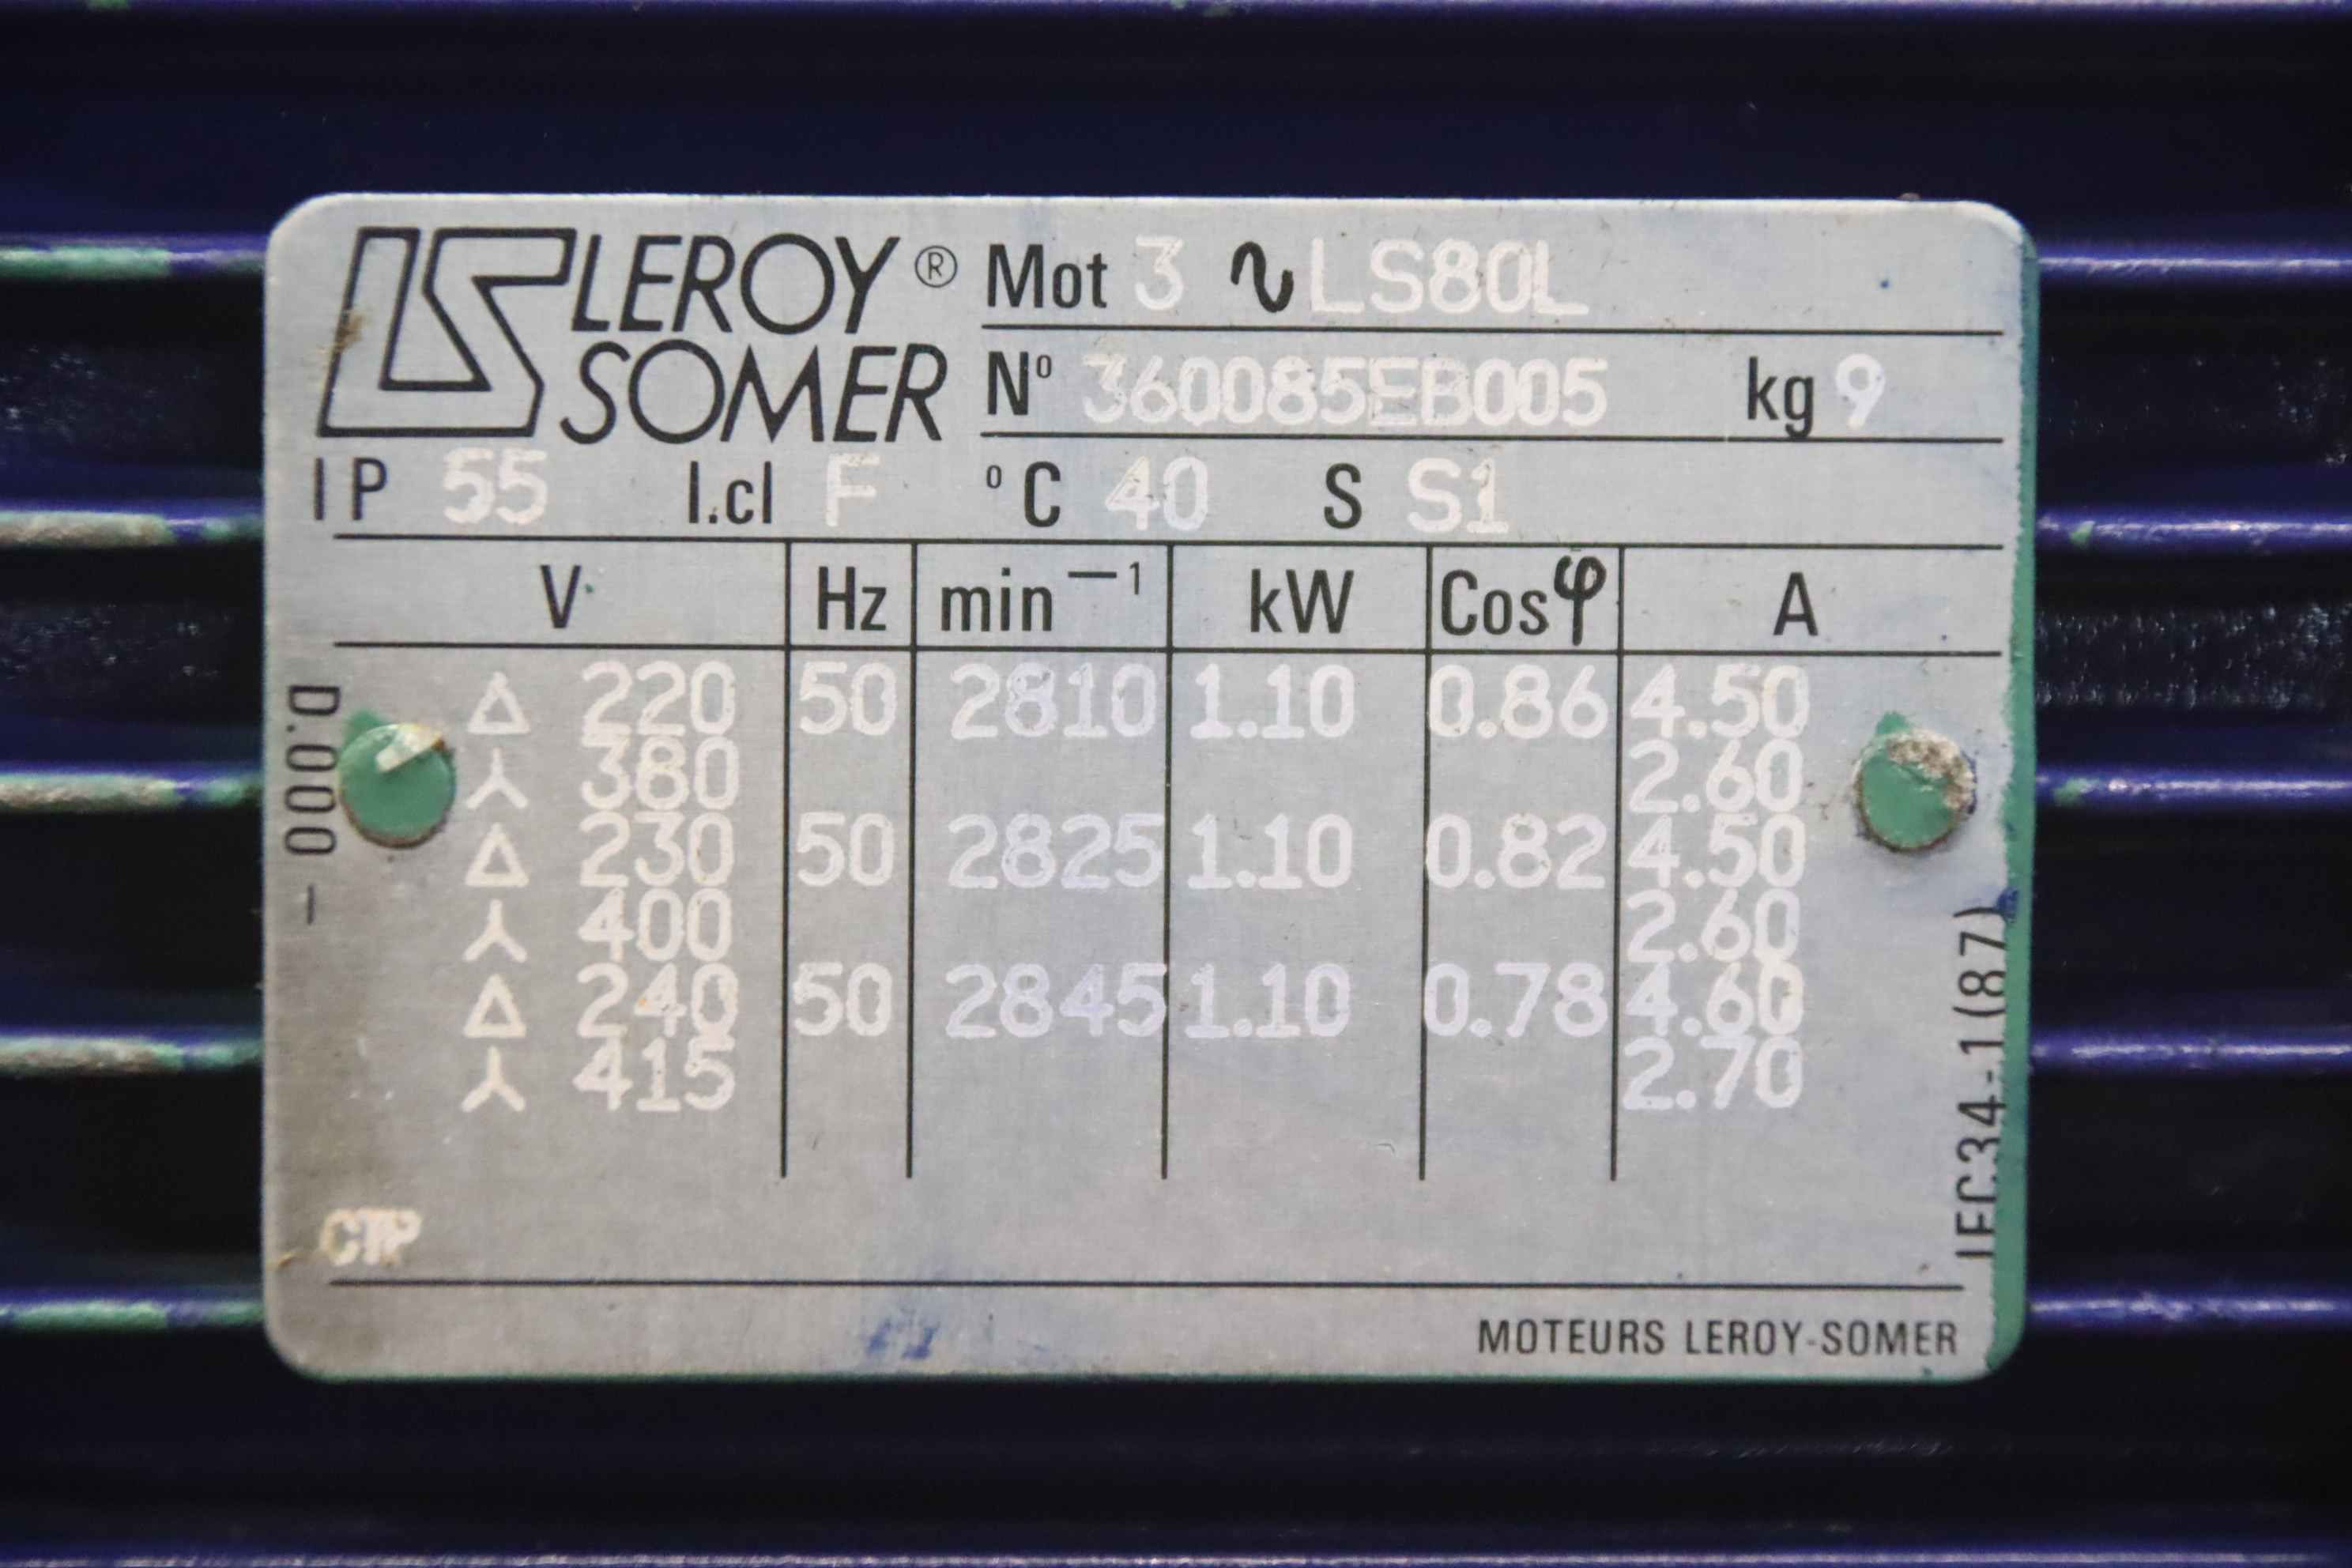 LS LEROY® SOMER
Mot 3 ∿ LS80L
N° 360085EB005 kg 9
IP 55 I.cl F °C 40 S S1
V Hz min⁻¹ kW Cosφ A
Δ 220 50 2810 1.10 0.86 4.50
⅄ 380 2.60
Δ 230 50 2825 1.10 0.82 4.50
⅄ 400 2.60
Δ 240 50 2845 1.10 0.78 4.60
⅄ 415 2.70
CTP
D.000 -
IEC34-1(87)
MOTEURS LEROY-SOMER